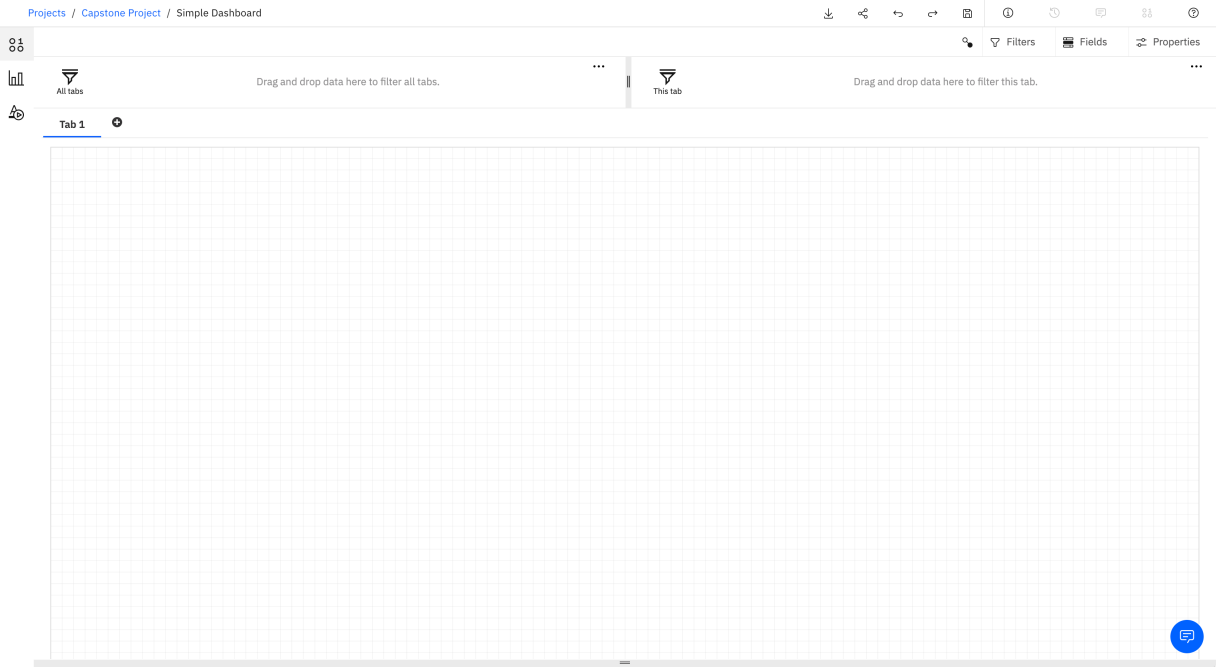 Projects / Capstone Project / Simple Dashboard
Filters
Fields
Properties
All tabs
Drag and drop data here to filter all tabs.
This tab
Drag and drop data here to filter this tab.
Tab 1